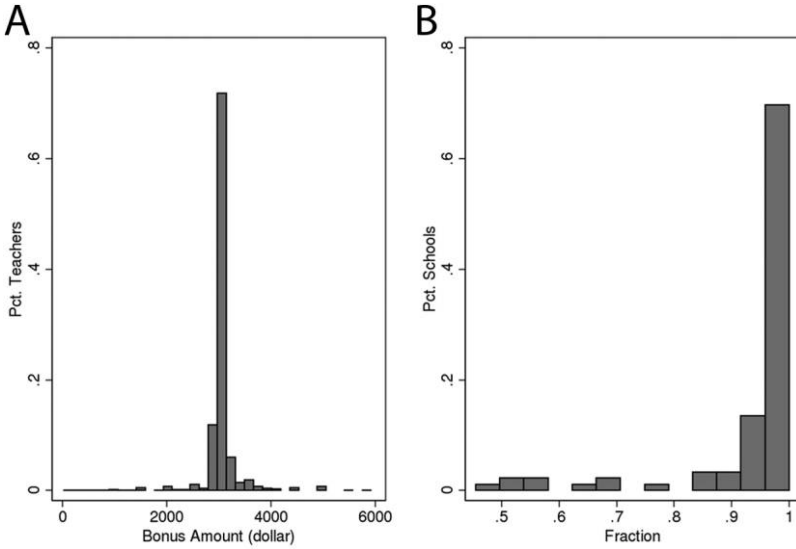 A
.8
.6
.4
.2
0
Pct. Teachers
0 2000 4000 6000
Bonus Amount (dollar)
B
.8
.6
.4
.2
0
Pct. Schools
.5 .6 .7 .8 .9 1
Fraction